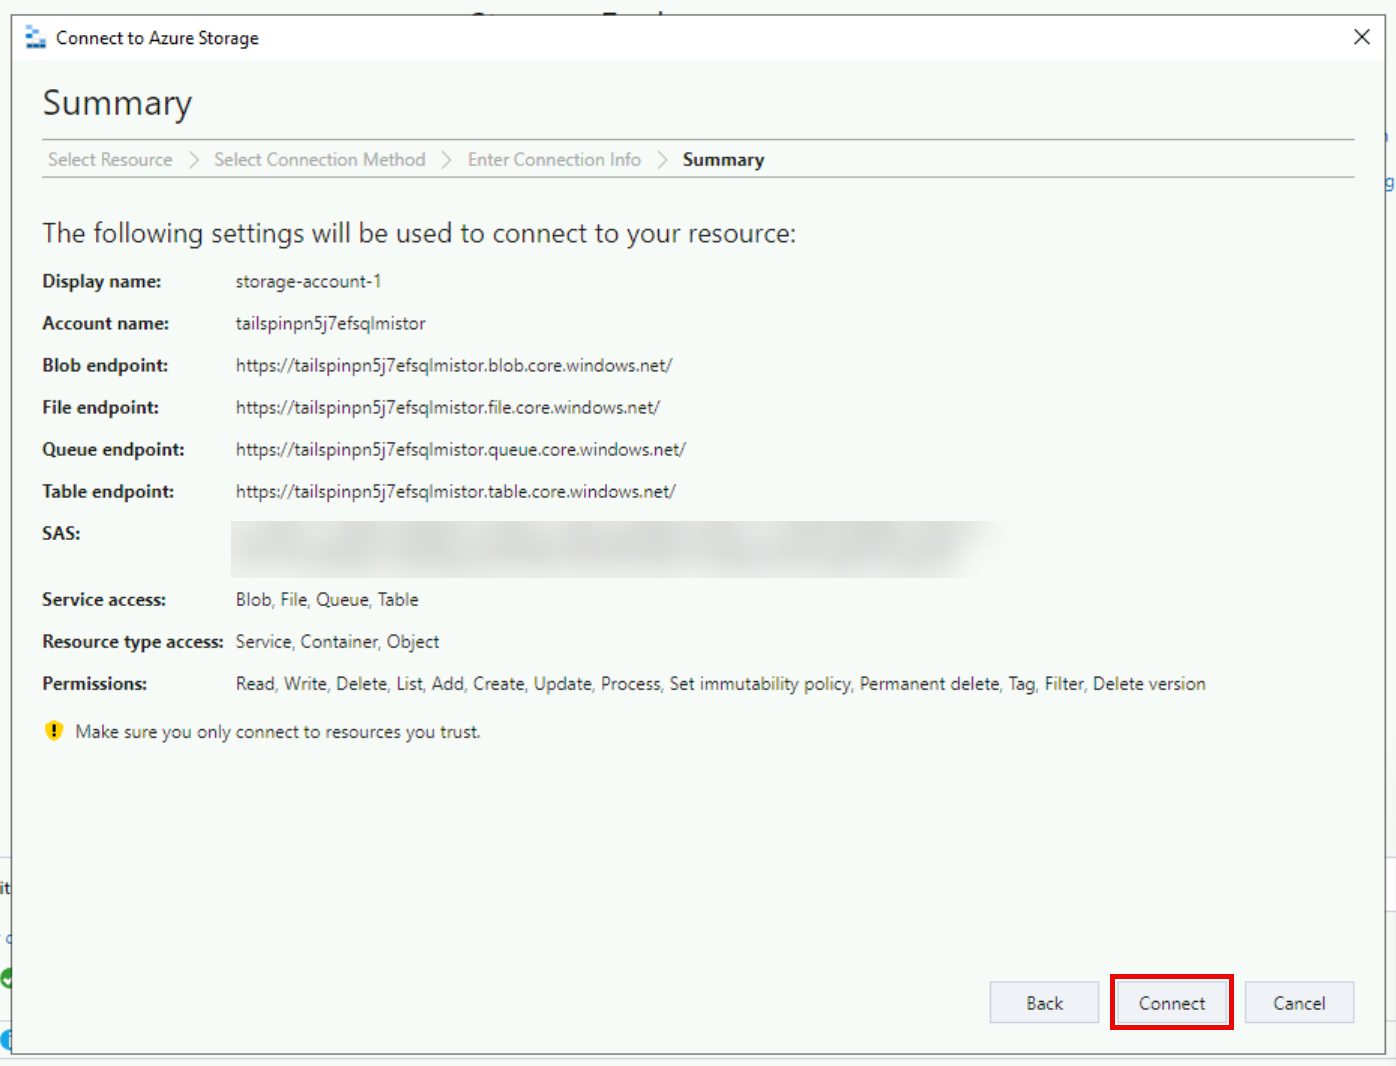 Connect to Azure Storage
Summary
Select Resource > Select Connection Method > Enter Connection Info > Summary
The following settings will be used to connect to your resource:
Display name: storage-account-1
Account name: tailspinpn5j7efsqlmistor
Blob endpoint: https://tailspinpn5j7efsqlmistor.blob.core.windows.net/
File endpoint: https://tailspinpn5j7efsqlmistor.file.core.windows.net/
Queue endpoint: https://tailspinpn5j7efsqlmistor.queue.core.windows.net/
Table endpoint: https://tailspinpn5j7efsqlmistor.table.core.windows.net/
SAS:
Service access: Blob, File, Queue, Table
Resource type access: Service, Container, Object
Permissions: Read, Write, Delete, List, Add, Create, Update, Process, Set immutability policy, Permanent delete, Tag, Filter, Delete version
Make sure you only connect to resources you trust.
Back Connect Cancel